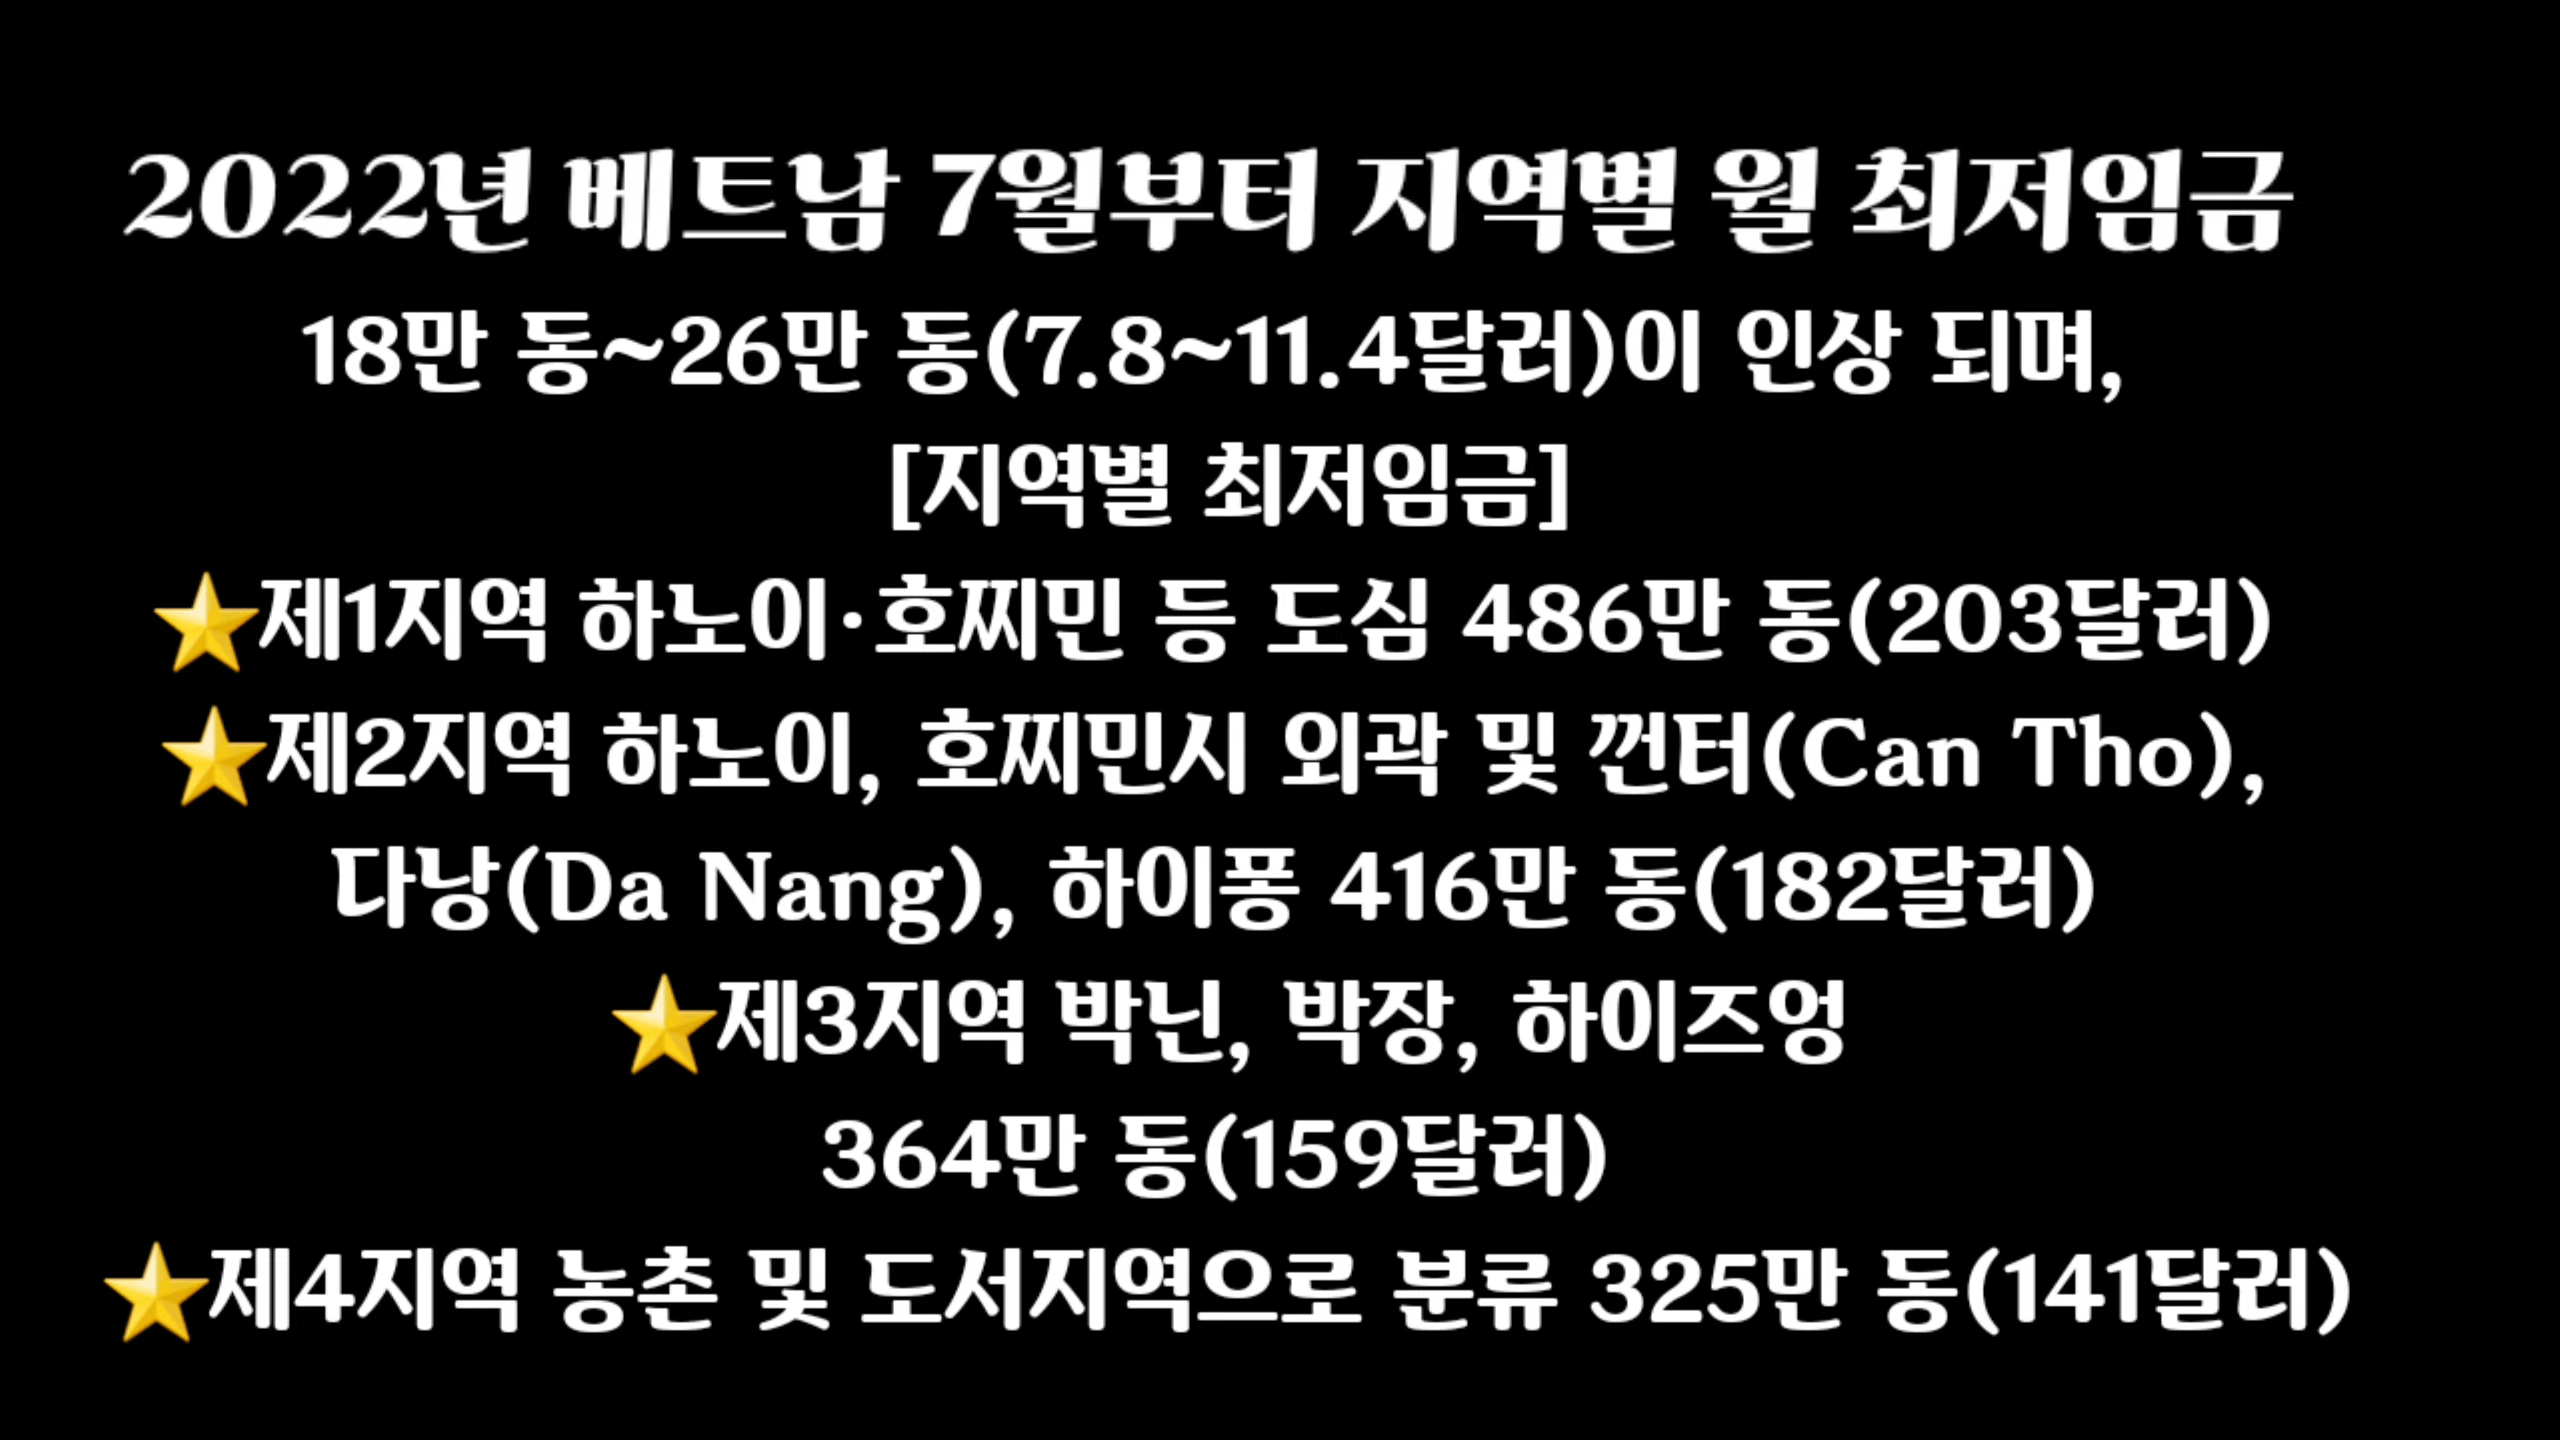 2022년 베트남 7월부터 지역별 월 최저임금
18만 동~26만 동(7.8~11.4달러)이 인상 되며,
[지역별 최저임금]
⭐제1지역 하노이·호찌민 등 도심 486만 동(203달러)
⭐제2지역 하노이, 호찌민시 외곽 및 껀터(Can Tho),
다낭(Da Nang), 하이퐁 416만 동(182달러)
⭐제3지역 박닌, 박장, 하이즈엉
364만 동(159달러)
⭐제4지역 농촌 및 도서지역으로 분류 325만 동(141달러)